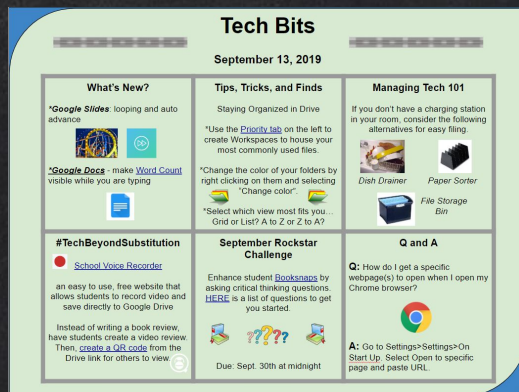 Tech Bits
September 13, 2019
What's New?
*Google Slides: looping and auto
advance
*Google Docs - make Word Count
visible while you are typing
Tips, Tricks, and Finds
Staying Organized in Drive
*Use the Priority tab on the left to
create Workspaces to house your
most commonly used files.
*Change the color of your folders by
right clicking on them and selecting
"Change color".
*Select which view most fits you…
Grid or List? A to Z or Z to A?
Managing Tech 101
If you don't have a charging station
in your room, consider the following
alternatives for easy filing.
Dish Drainer
Paper Sorter
File Storage
Bin
#TechBeyondSubstitution
School Voice Recorder
an easy to use, free website that
allows students to record video and
save directly to Google Drive
Instead of writing a book review,
have students create a video review.
Then, create a QR code from the
Drive link for others to view.
September Rockstar
Challenge
Enhance student Booksnaps by
asking critical thinking questions.
HERE is a list of questions to get
you started.
???
Due: Sept. 30th at midnight
Q and A
Q: How do I get a specific
webpage(s) to open when I open my
Chrome browser?
A: Go to Settings>Settings>On
Start Up. Select Open to specific
page and paste URL.